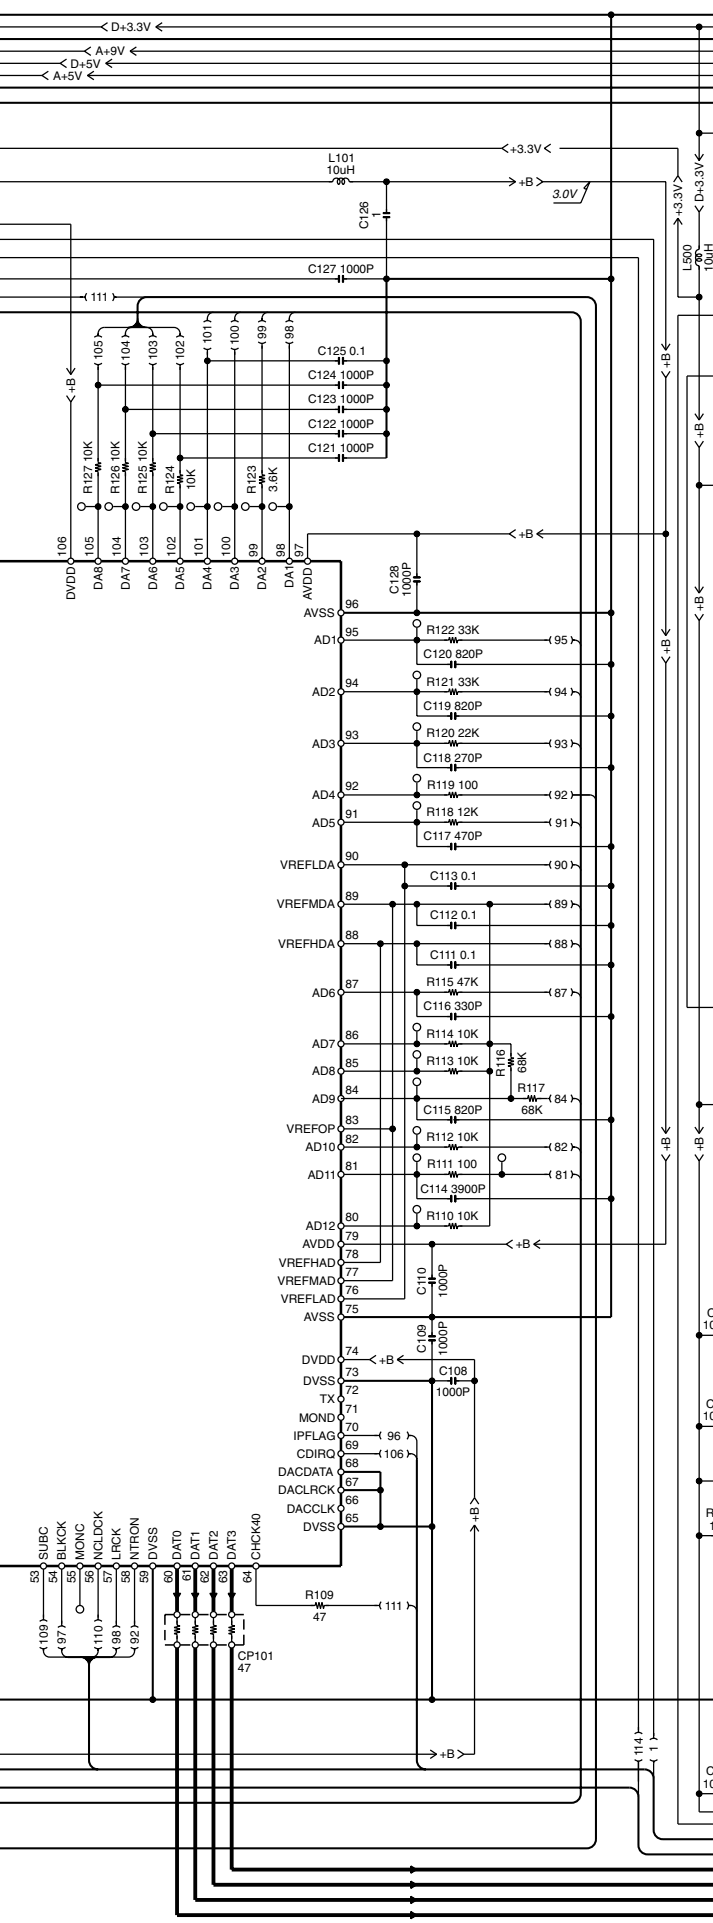 D+3.3V
A+9V
D+5V
A+5V
+3.3V
L101
10uH
+B
3.0V
+3.3V
D+3.3V
C126
1
L500
10uH
C127 1000P
111
105
104
103
102
101
100
99
98
C125 0.1
C124 1000P
C123 1000P
C122 1000P
C121 1000P
+B
+B
+B
R127 10K
R126 10K
R125 10K
R124
10K
R123
3.6K
106
105
104
103
102
101
100
99
98
97
+B
DVDD
DA8
DA7
DA6
DA5
DA4
DA3
DA2
DA1
AVDD
C128
1000P
+B
AVSS
96
AD1
95
R122 33K
95
C120 820P
+B
AD2
94
R121 33K
94
C119 820P
AD3
93
R120 22K
93
C118 270P
AD4
92
R119 100
92
AD5
91
R118 12K
91
C117 470P
VREFLDA
90
90
C113 0.1
VREFMDA
89
89
C112 0.1
VREFHDA
88
88
C111 0.1
AD6
87
R115 47K
87
C116 330P
AD7
86
R114 10K
R116
68K
AD8
85
R113 10K
AD9
84
R117
68K
84
C115 820P
VREFOP
83
AD10
82
R112 10K
82
+B
+B
AD11
81
R111 100
81
C114 3900P
AD12
80
R110 10K
AVDD
79
+B
VREFHAD
78
VREFMAD
77
C110
1000P
VREFLAD
76
AVSS
75
C109
1000P
DVDD
74
+B
DVSS
73
C108
1000P
TX
72
MOND
71
IPFLAG
70
96
CDIRQ
69
106
DACDATA
68
DACLRCK
67
DACCLK
66
DVSS
65
+B
SUBC
BLKCK
MONC
NCLDCK
LRCK
NTRON
DVSS
DAT0
DAT1
DAT2
DAT3
CHCK40
53
54
55
56
57
58
59
60
61
62
63
64
R109
47
111
109
97
110
98
92
CP101
47
+B
114
1